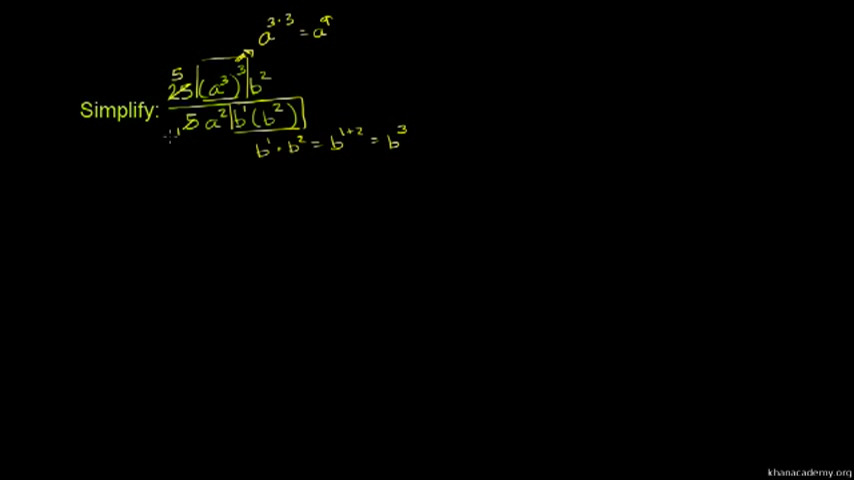 a^{3·3} = a^9
5
25 (a^3)^3 b^2
Simplify:
1 5 a^2 b^1 (b^2)
b^1 · b^2 = b^{1+2} = b^3
khanacademy.org